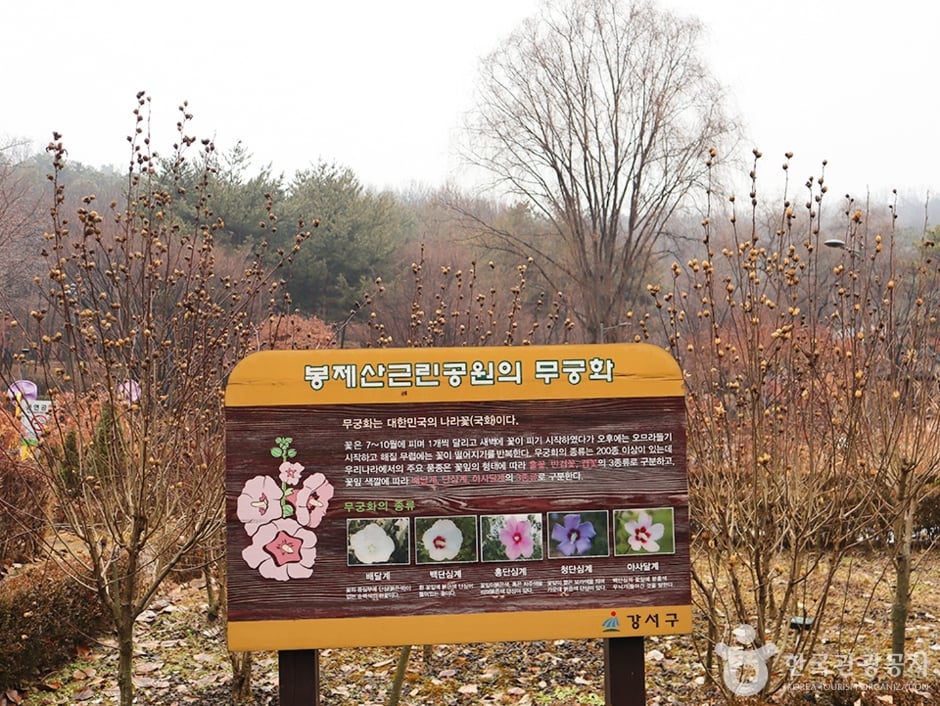 봉제산근린공원의 무궁화
무궁화는 대한민국의 나라꽃(국화)이다.
꽃은 7~10월에 피며 1개씩 달리고 새벽에 꽃이 피기 시작하였다가 오후에는 오므라들기
시작하고 해질 무렵에는 꽃이 떨어지기를 반복한다. 무궁화의 종류는 200종 이상이 있는데
우리나라에서의 주요 품종은 꽃잎의 형태에 따라 홑꽃, 반겹꽃, 겹꽃의 3종류로 구분하고,
꽃잎 색깔에 따라 배달계, 단심계, 아사달계의 3종류로 구분한다.
무궁화의 종류
배달계
백단심계
홍단심계
청단심계
아사달계
강서구
한국관광공사
KOREA TOURISM ORGANIZATION